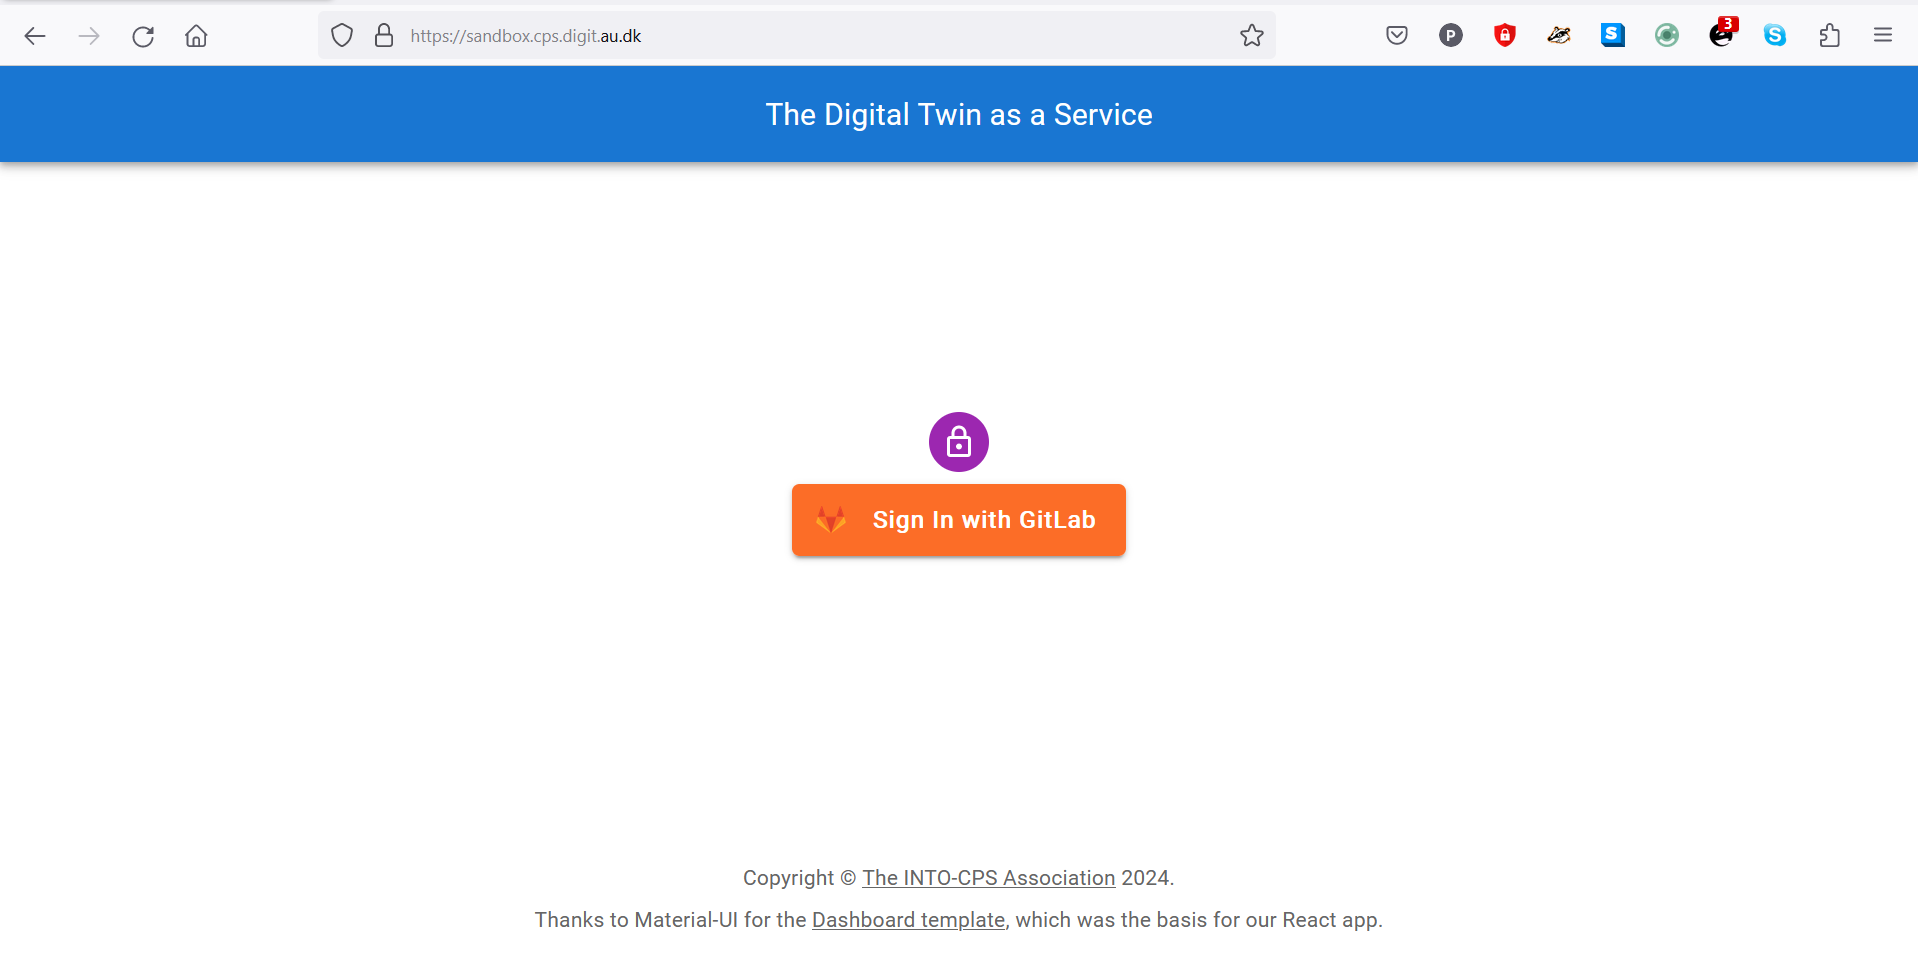 https://sandbox.cps.digit.au.dk
P
S
3
S
The Digital Twin as a Service
Sign In with GitLab
Copyright © The INTO-CPS Association 2024.
Thanks to Material-UI for the Dashboard template, which was the basis for our React app.